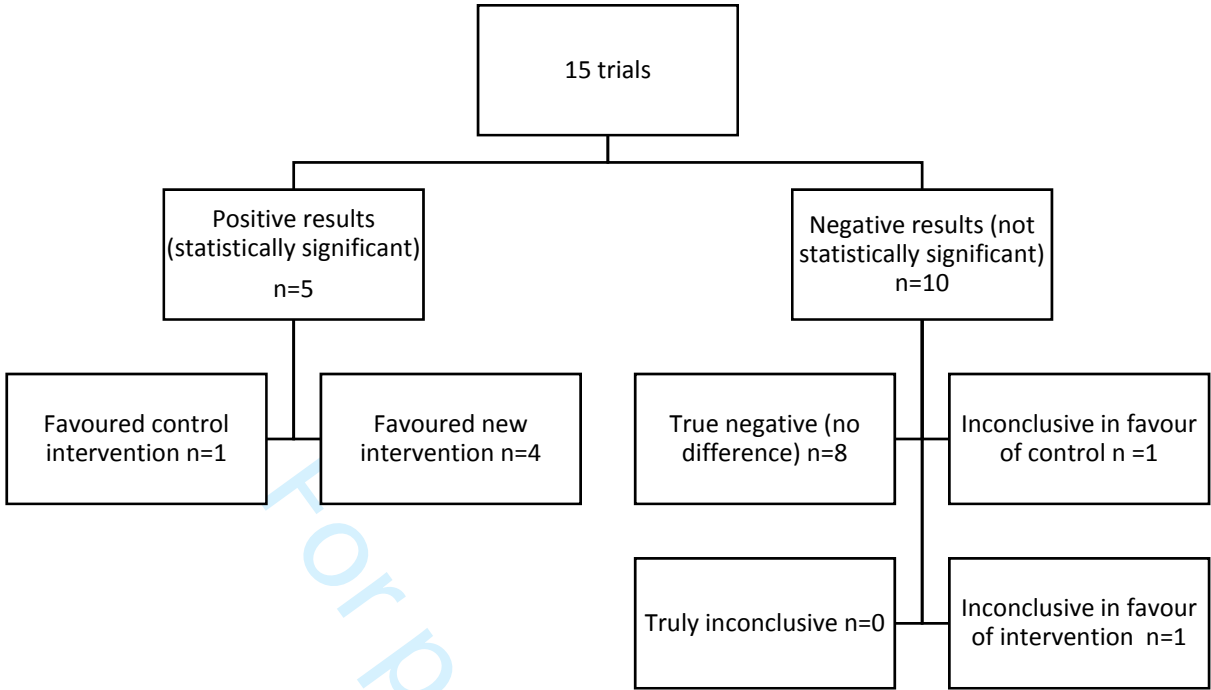 15 trials
Positive results
(statistically significant)
n=5
Negative results (not
statistically significant)
n=10
Favoured control
intervention n=1
Favoured new
intervention n=4
True negative (no
difference) n=8
Inconclusive in favour
of control n =1
Truly inconclusive n=0
Inconclusive in favour
of intervention  n=1
For p